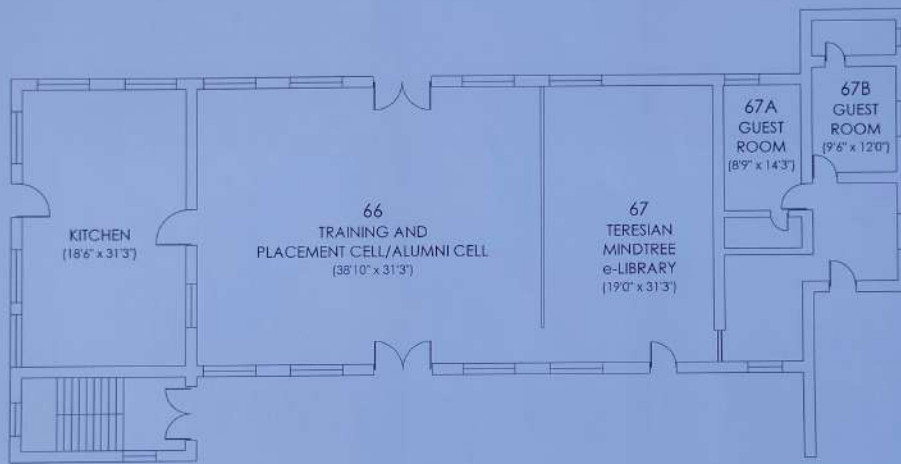 KITCHEN
(18'6" x 31'3")
66
TRAINING AND
PLACEMENT CELL/ALUMNI CELL
(38'10" x 31'3")
67
TERESIAN
MINDTREE
e-LIBRARY
(19'0" x 31'3")
67A
GUEST
ROOM
(8'9" x 14'3")
67B
GUEST
ROOM
(9'6" x 12'0")